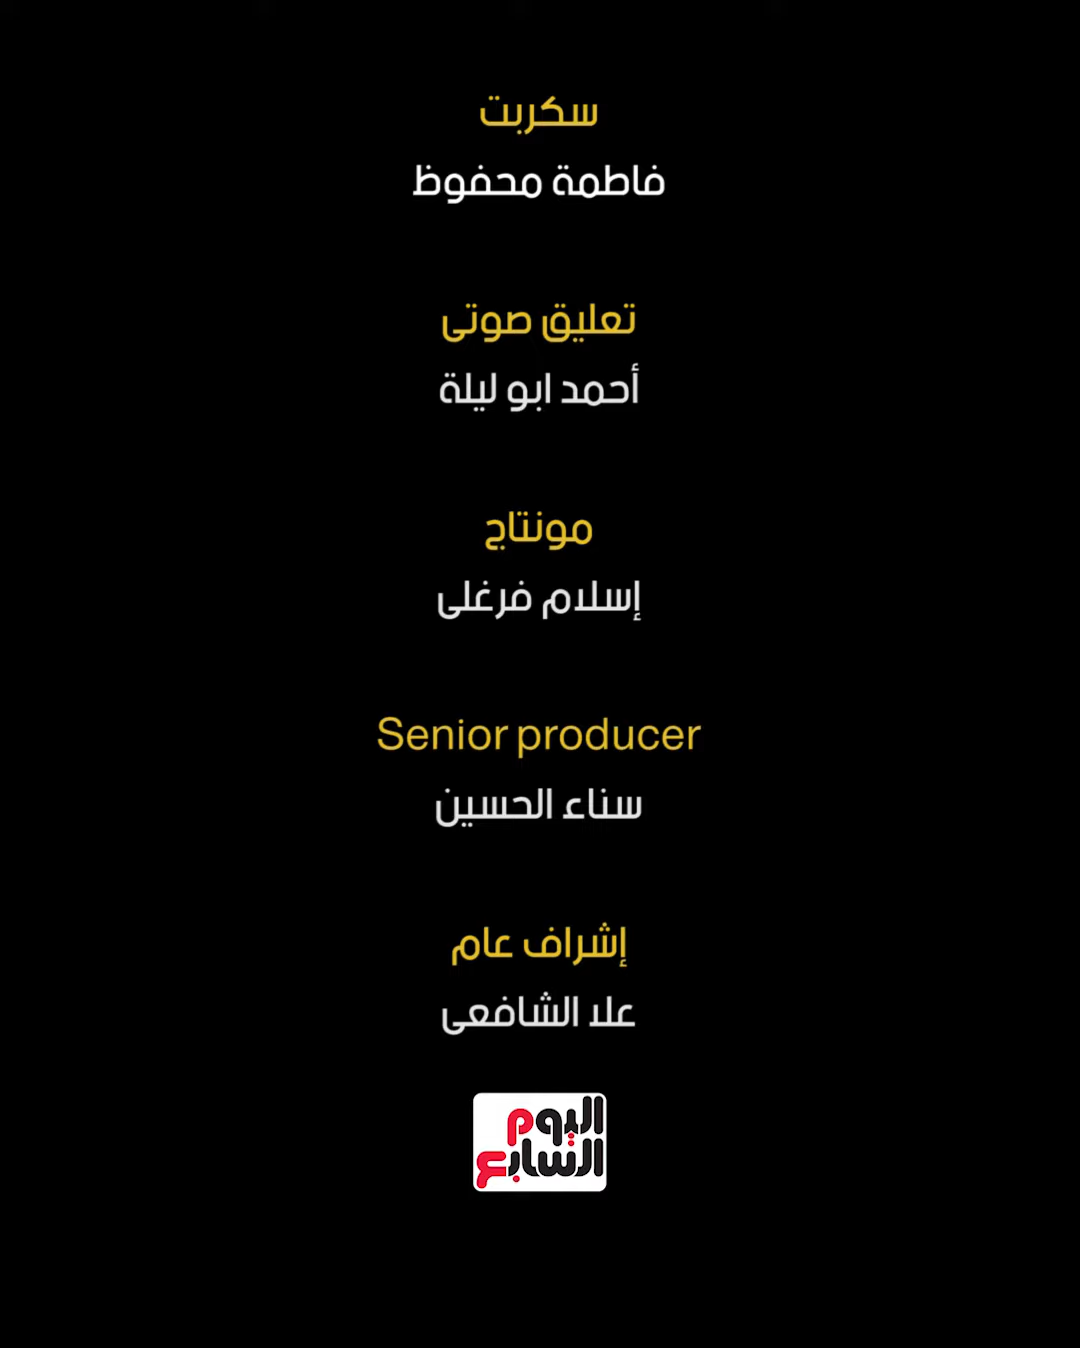 سكربت
فاطمة محفوظ
تعليق صوتى
أحمد ابو ليلة
مونتاج
إسلام فرغلى
Senior producer
سناء الحسين
إشراف عام
علا الشافعى
اليوم
السابع